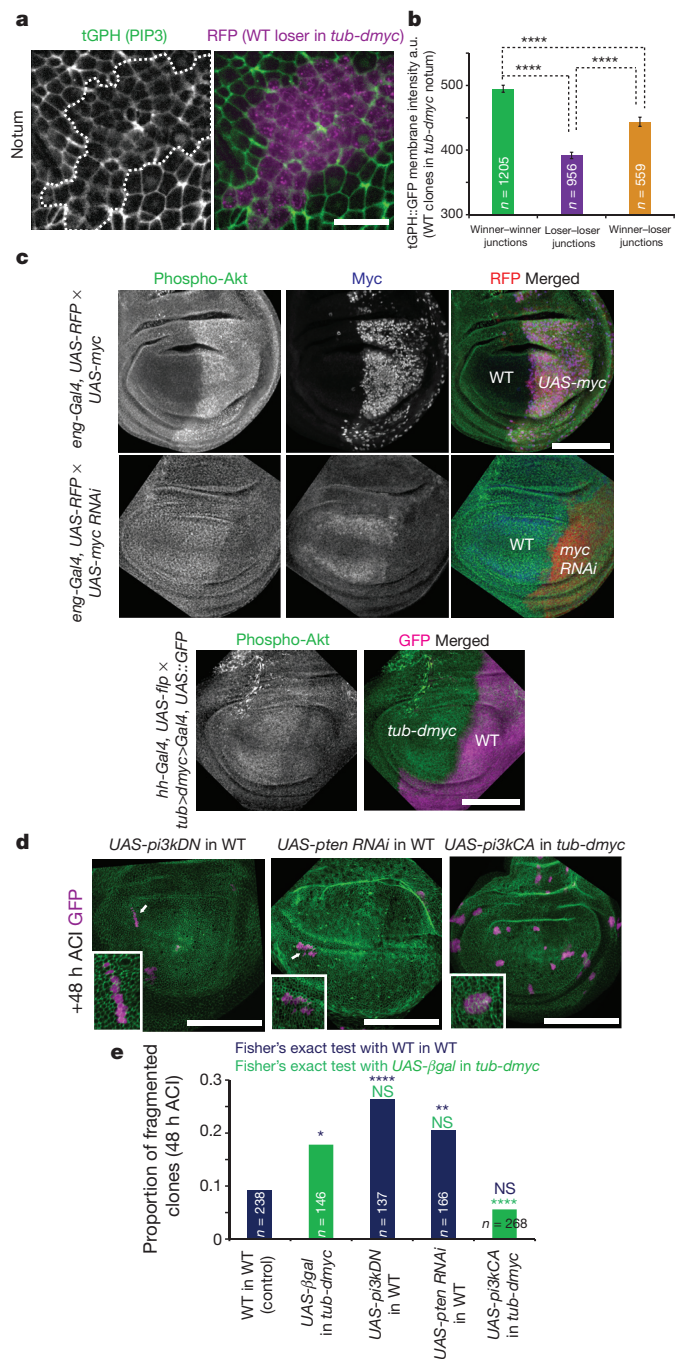 a
tGPH (PIP3)
RFP (WT loser in tub-dmyc)
Notum
b
tGPH::GFP membrane intensity a.u.
(WT clones in tub-dmyc notum)
500
400
300
****
****
****
n = 1205
n = 956
n = 559
Winner–winner
junctions
Loser–loser
junctions
Winner–loser
junctions
c
Phospho-Akt
Myc
RFP Merged
eng-Gal4, UAS-RFP ×
UAS-myc
WT
UAS-myc
eng-Gal4, UAS-RFP ×
UAS-myc RNAi
WT
myc
RNAi
Phospho-Akt
GFP Merged
hh-Gal4, UAS-flp ×
tub>dmyc>Gal4, UAS::GFP
tub-dmyc
WT
d
UAS-pi3kDN in WT
UAS-pten RNAi in WT
UAS-pi3kCA in tub-dmyc
+48 h ACI GFP
e
Fisher's exact test with WT in WT
Fisher's exact test with UAS-βgal in tub-dmyc
Proportion of fragmented
clones (48 h ACI)
0.3
0.2
0.1
0
*
****
NS
**
NS
NS
****
n = 238
n = 146
n = 137
n = 166
n = 268
WT in WT
(control)
UAS-βgal
in tub-dmyc
UAS-pi3kDN
in WT
UAS-pten RNAi
in WT
UAS-pi3kCA
in tub-dmyc